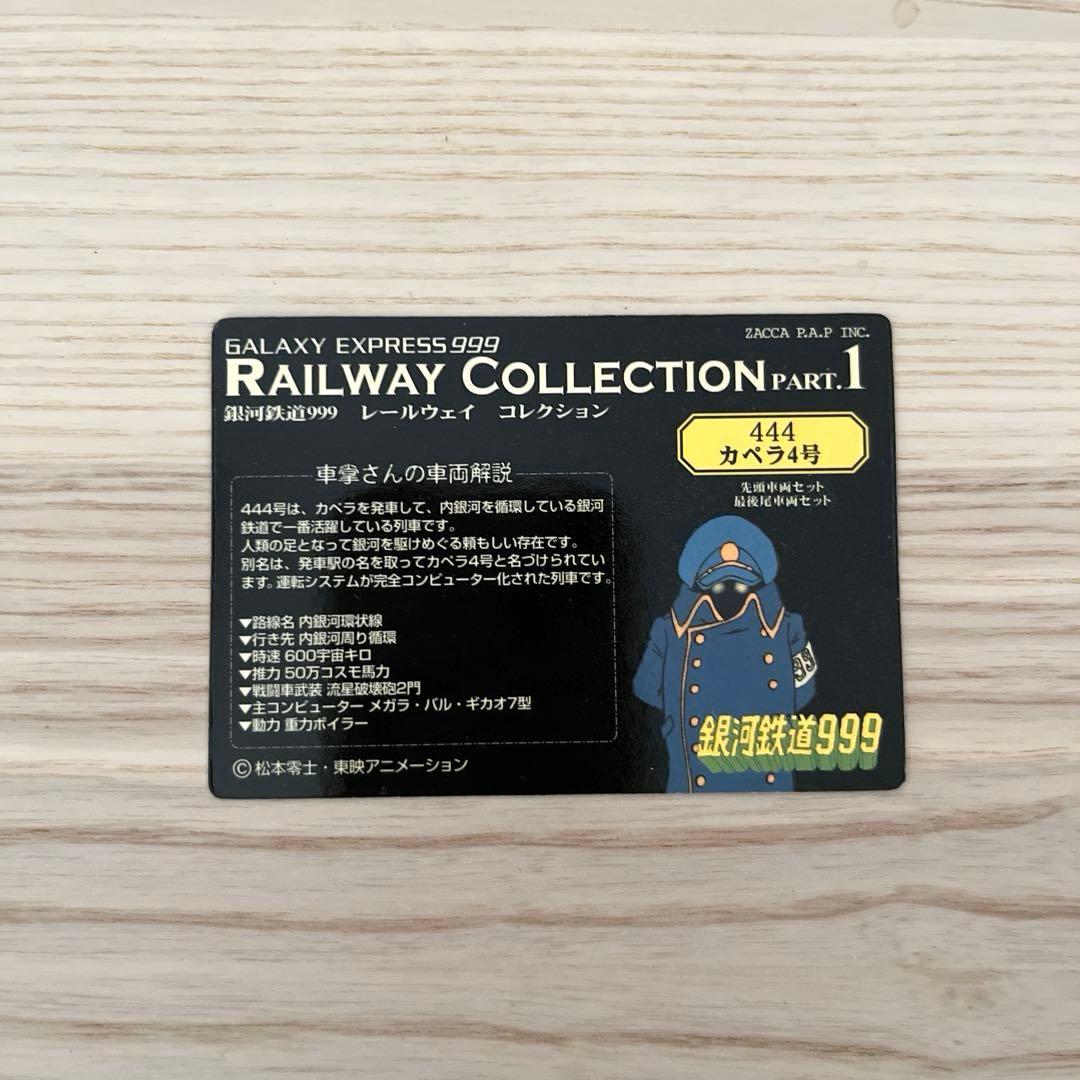 GALAXY EXPRESS 999
ZACCA P.A.P INC.
RAILWAY COLLECTION PART.1
銀河鉄道999 レールウェイ コレクション
444
カペラ4号
先頭車両セット
最後尾車両セット
車掌さんの車両解説
444号は、カペラを発車して、内銀河を循環している銀河
鉄道で一番活躍している列車です。
人類の足となって銀河を駆けめぐる頼もしい存在です。
別名は、発車駅の名を取ってカペラ4号と名づけられてい
ます。運転システムが完全コンピューター化された列車です。
▼路線名 内銀河環状線
▼行き先 内銀河周り循環
▼時速 600宇宙キロ
▼推力 50万コスモ馬力
▼戦闘車武装 流星破壊砲2門
▼主コンピューター メガラ・バル・ギカオ7型
▼動力 重力ボイラー
99
銀河鉄道999
©松本零士・東映アニメーション